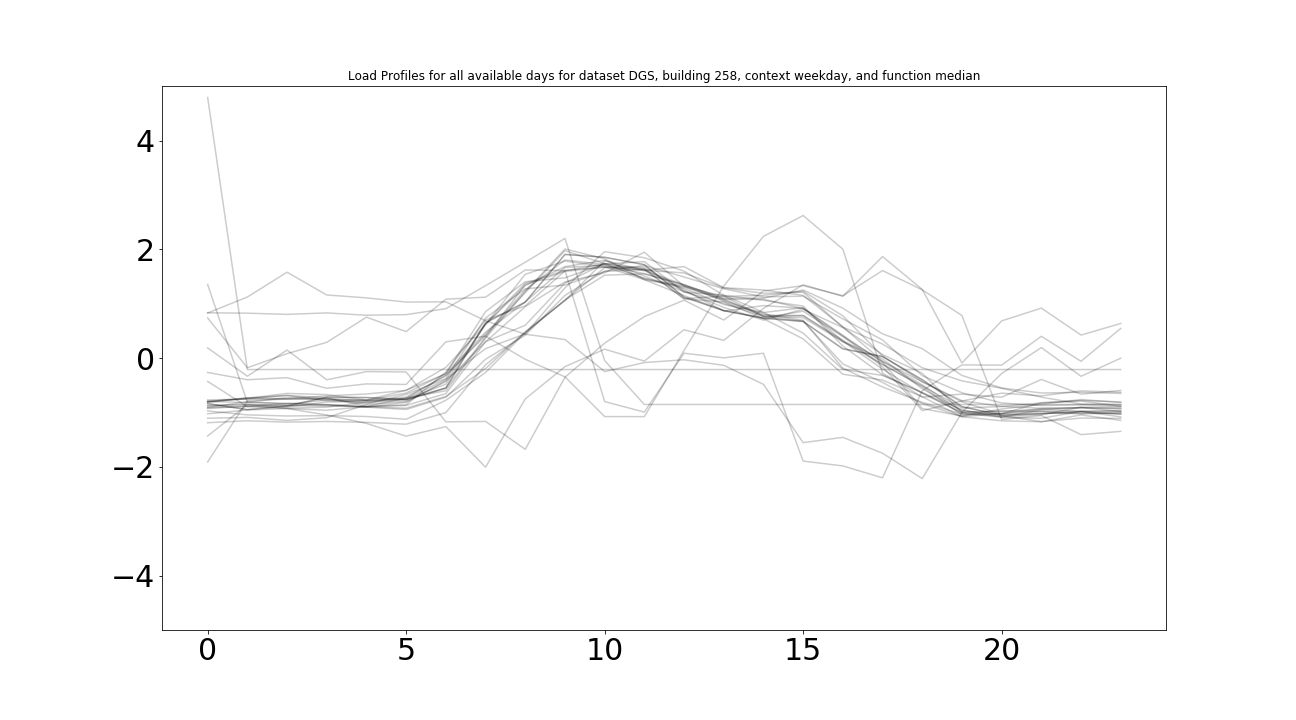 Load Profiles for all available days for dataset DGS, building 258, context weekday, and function median
4
2
0
−2
−4
0 5 10 15 20